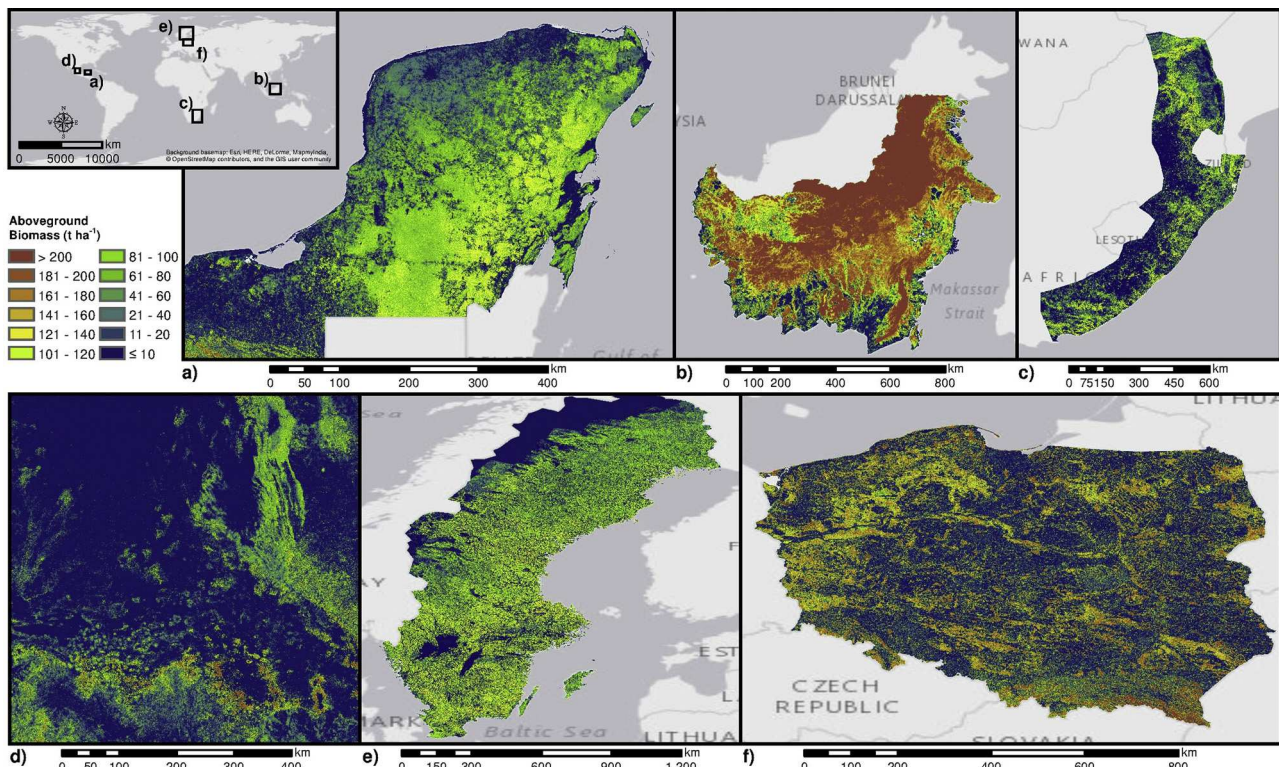 e)
f)
d)
a)
b)
c)
N
W E
S
km
0 5000 10000
Background basemap: Esri, HERE, DeLorme, MapmyIndia,
© OpenStreetMap contributors, and the GIS user community
Aboveground
Biomass (t ha-1)
> 200 81 - 100
181 - 200 61 - 80
161 - 180 41 - 60
141 - 160 21 - 40
121 - 140 11 - 20
101 - 120 ≤ 10
Gulf of
a) 0 50 100 200 300 400 km
BRUNEI
DARUSSALA
YSIA
Makassar
Strait
b) 0 100 200 400 600 800 km
WANA
LESOTH
AFRIC
c) 0 75 150 300 450 600 km
d) 0 50 100 200 300 400 km
Sea
AY
F
EST
L
MARK
Baltic Sea
LITHUA
e) 0 150 300 600 900 1,200 km
LITHUA
CZECH
REPUBLIC
SLOVAKIA
f) 0 100 200 400 600 800 km